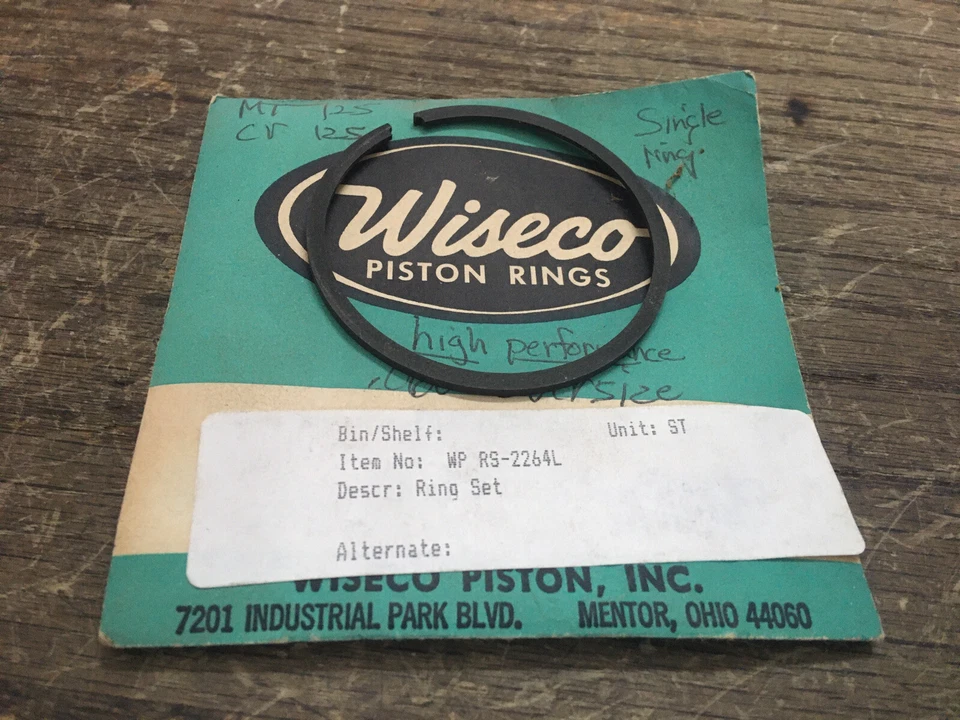 MT 125
CR 125
Single
ring.
Wiseco
PISTON RINGS
high performance
oversize
Bin/Shelf: Unit: ST
Item No: WP RS-2264L
Descr: Ring Set
Alternate:
WISECO PISTON, INC.
7201 INDUSTRIAL PARK BLVD. MENTOR, OHIO 44060